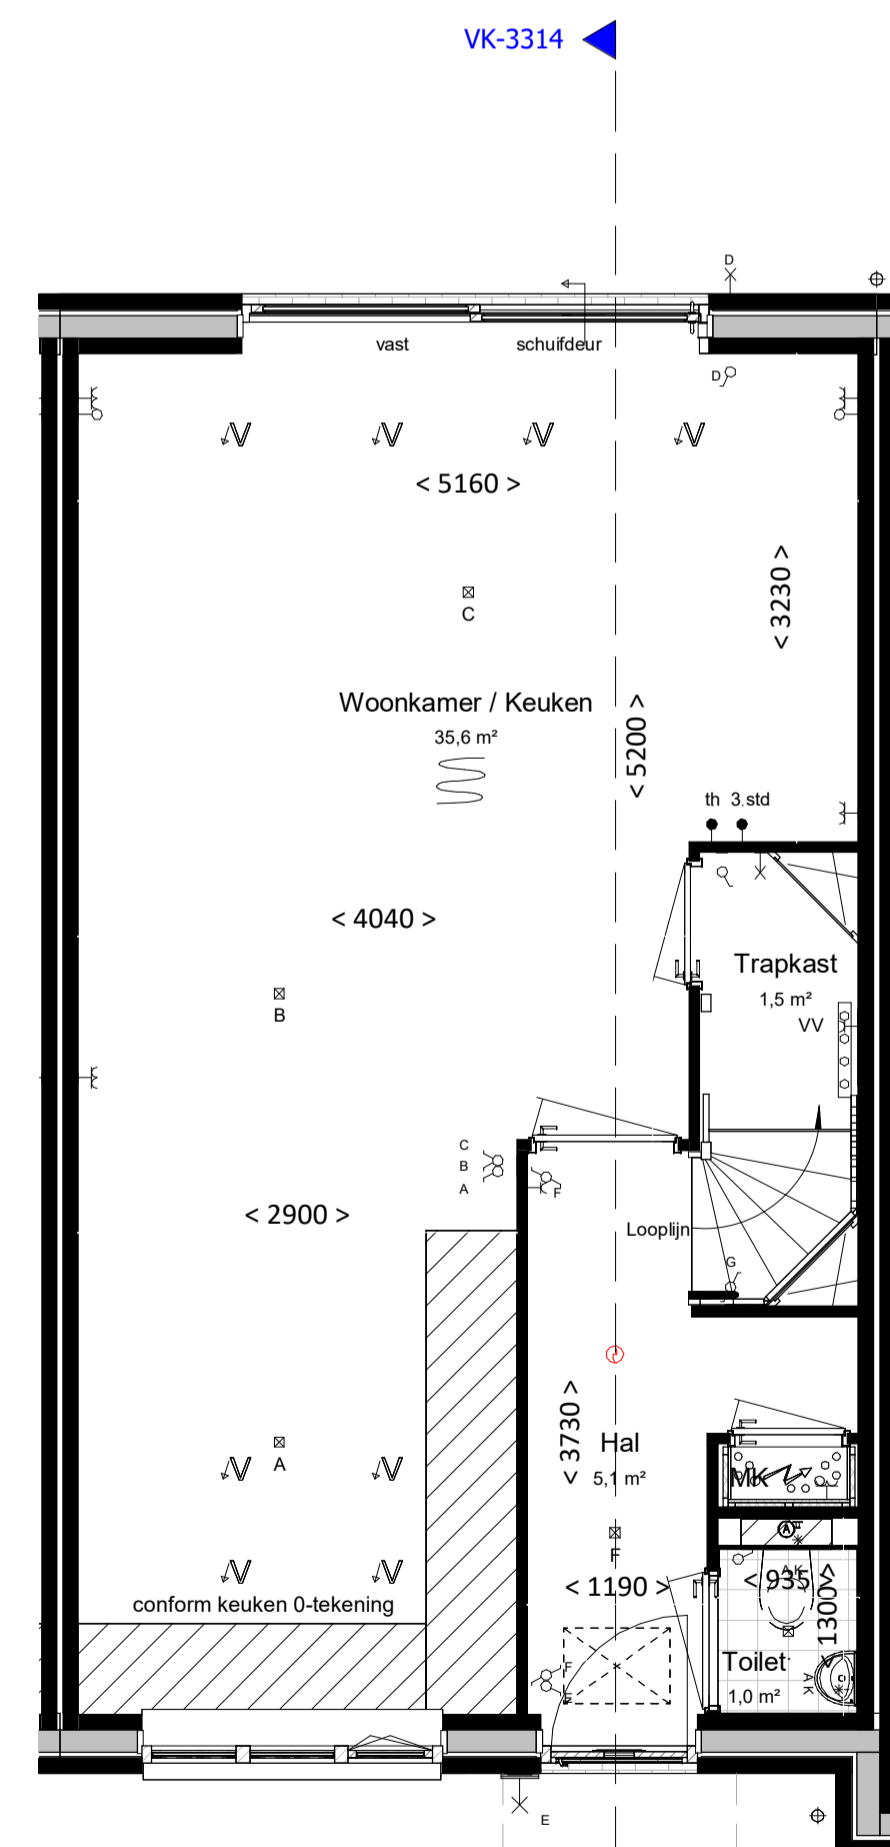 VK-3314
D
vast
schuifdeur
D
V V V V
< 5160 >
< 3230 >
C
Woonkamer / Keuken
35,6 m²
< 5200 >
th 3.std
< 4040 >
Trapkast
1,5 m²
VV
B
C
B
A
F
< 2900 >
Looplijn
G
< 3730 >
Hal
5,1 m²
A
V V
MK
A
F
V V
< 1190 >
< 935 >
A K
< 1300 >
conform keuken 0-tekening
Toilet
1,0 m²
A K
F
E
E